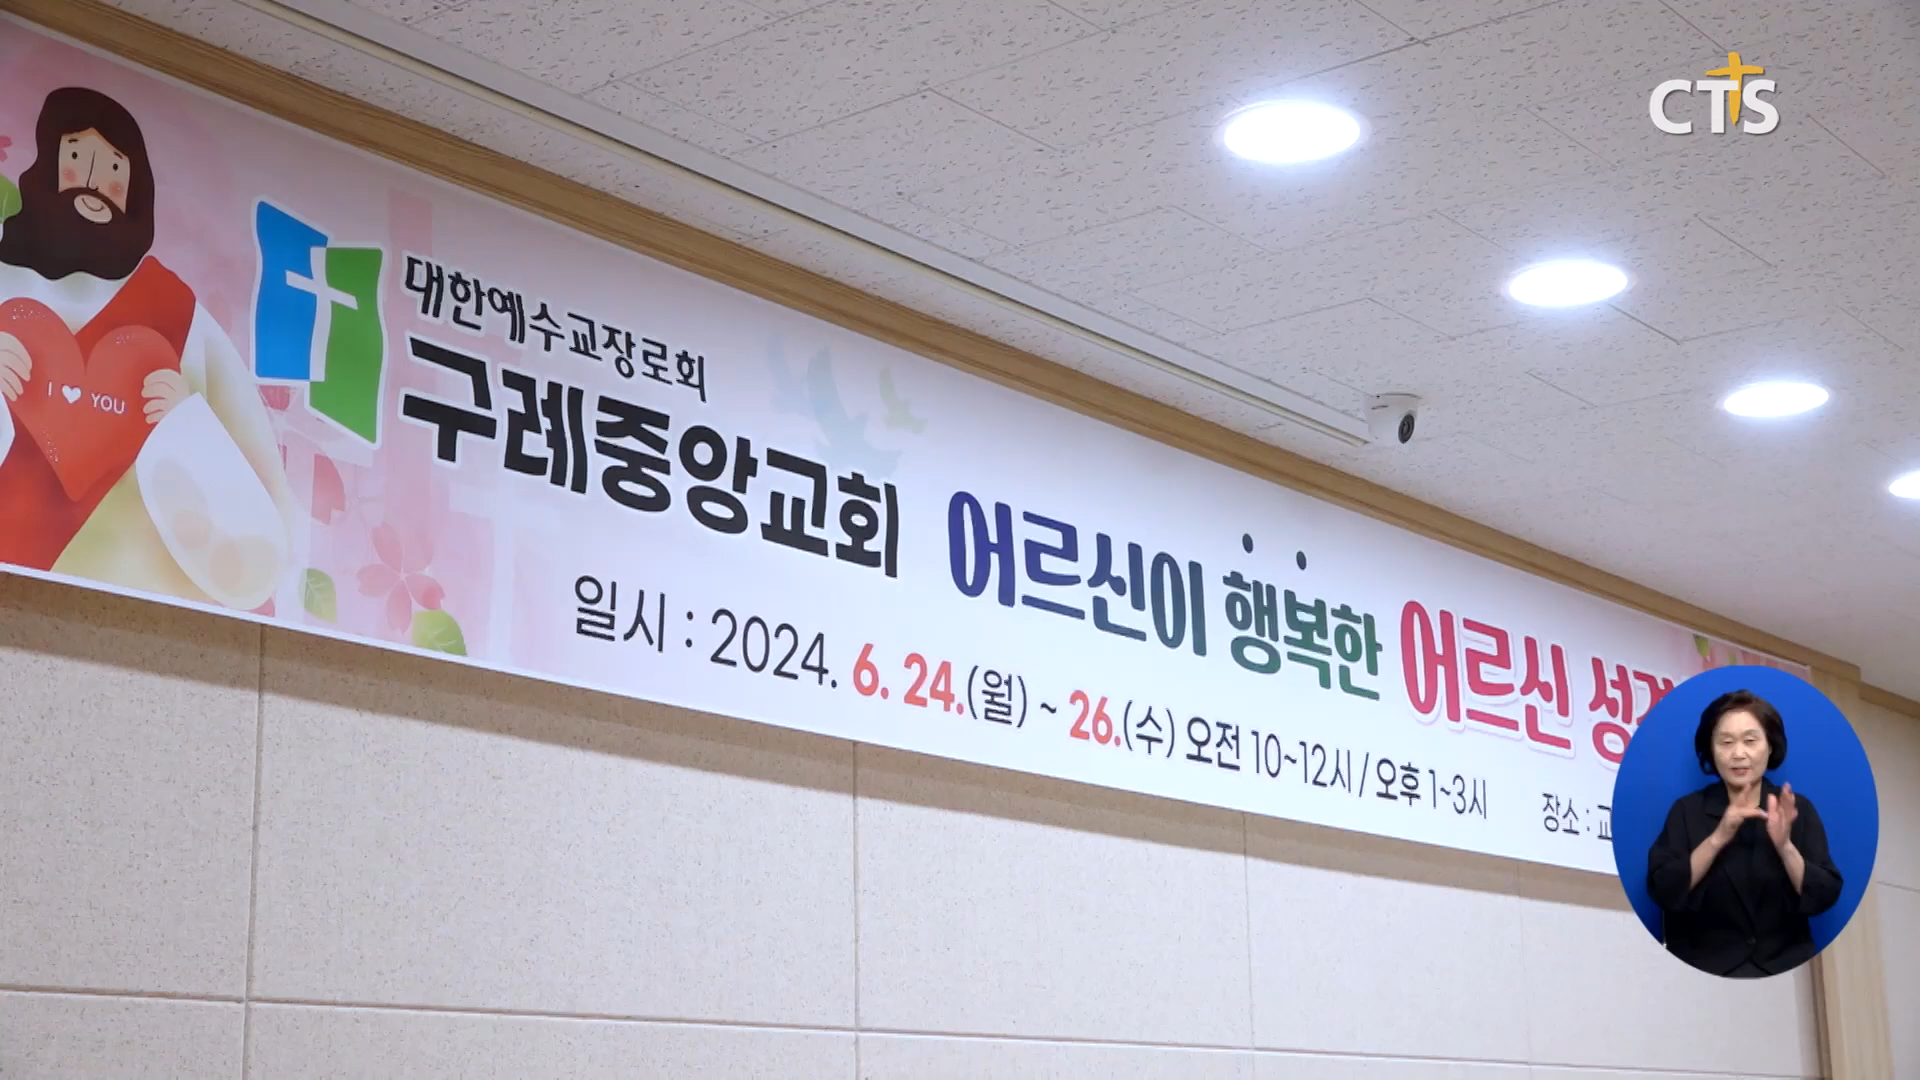 CTS
I ♥ YOU
대한예수교장로회
구례중앙교회 어르신이 행복한 어르신
일시 : 2024. 6. 24.(월) ~ 26.(수) 오전 10~12시 / 오후 1~3시 장소 :